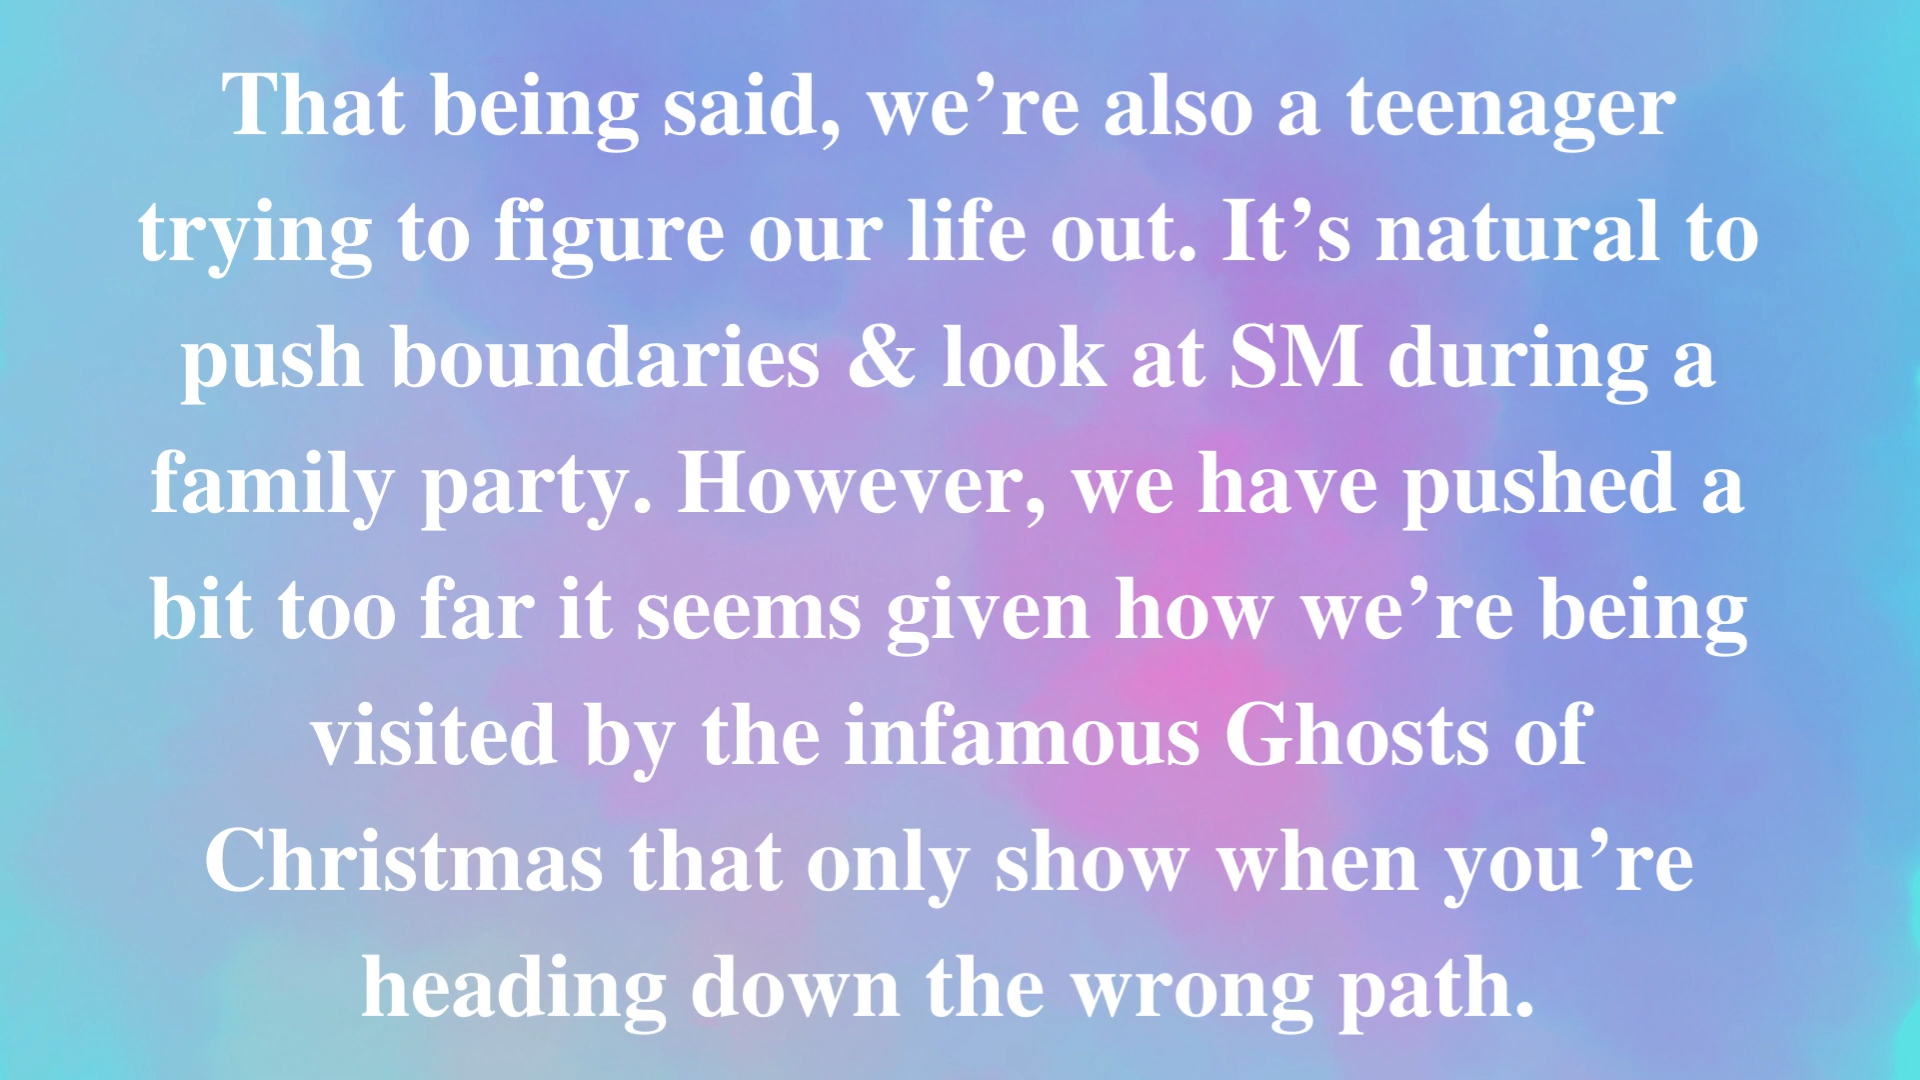 That being said, we’re also a teenager
trying to figure our life out. It’s natural to
push boundaries & look at SM during a
family party. However, we have pushed a
bit too far it seems given how we’re being
visited by the infamous Ghosts of
Christmas that only show when you’re
heading down the wrong path.